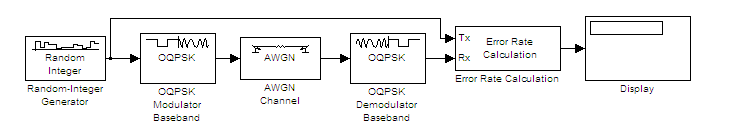 Random
Integer
Random-Integer
Generator
OQPSK
OQPSK
Modulator
Baseband
AWGN
AWGN
Channel
OQPSK
OQPSK
Demodulator
Baseband
Tx
Rx
Error Rate
Calculation
Error Rate Calculation
Display